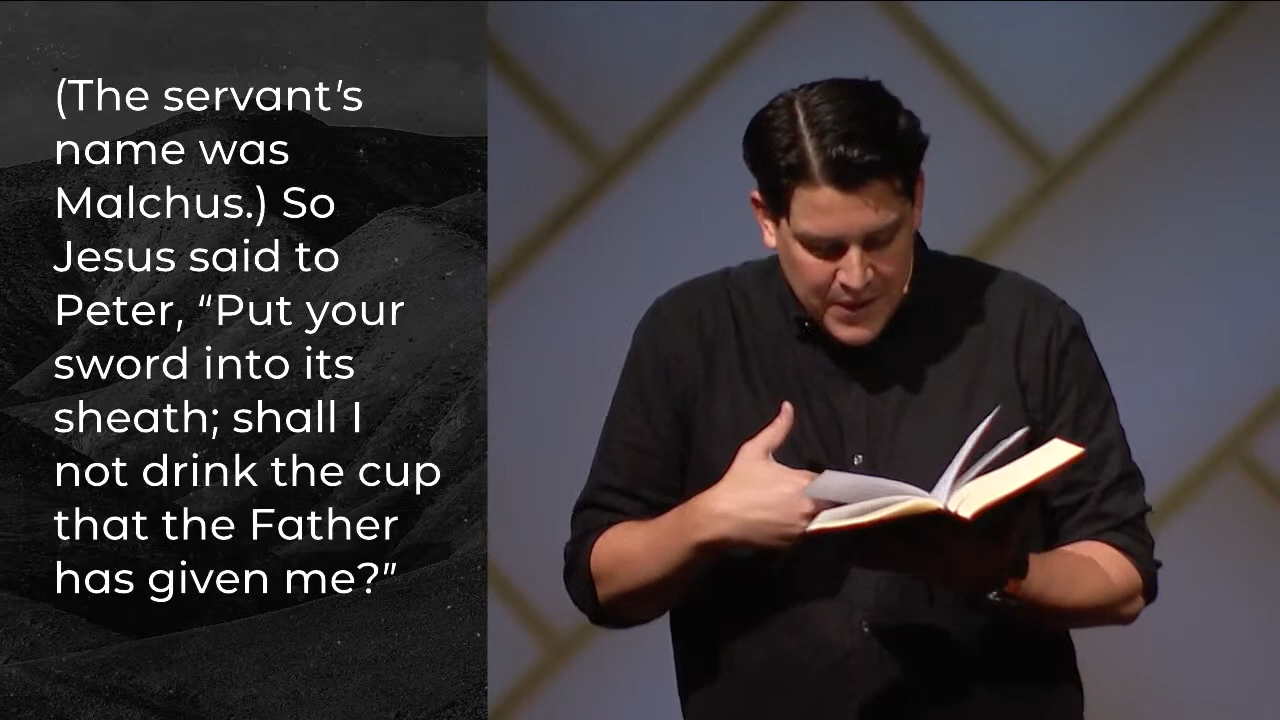 (The servant's
name was
Malchus.) So
Jesus said to
Peter, “Put your
sword into its
sheath; shall I
not drink the cup
that the Father
has given me?”